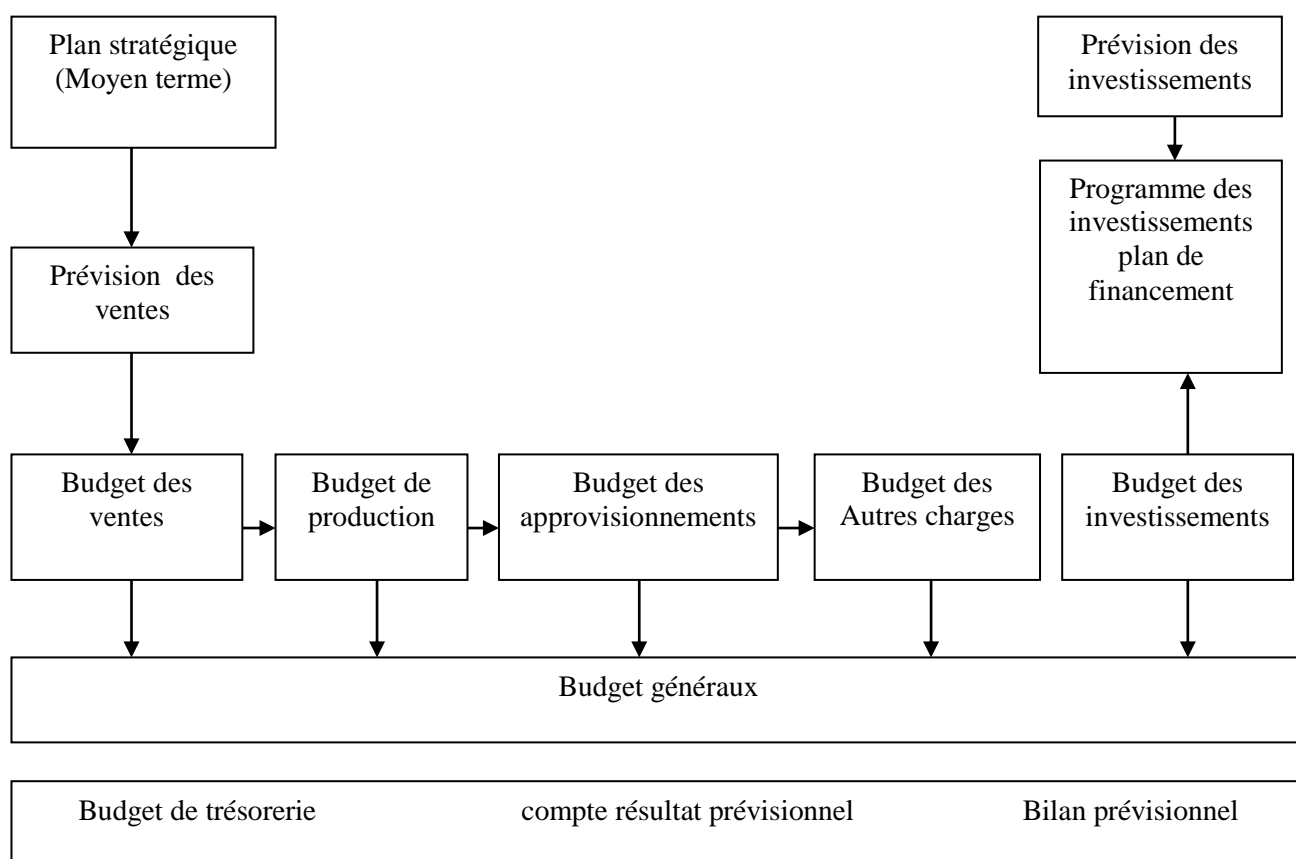 Plan stratégique
(Moyen terme)
Prévision des
investissements
Programme des
investissements
plan de
financement
Prévision des
ventes
Budget des
ventes
Budget de
production
Budget des
approvisionnements
Budget des
Autres charges
Budget des
investissements
Budget généraux
Budget de trésorerie compte résultat prévisionnel Bilan prévisionnel